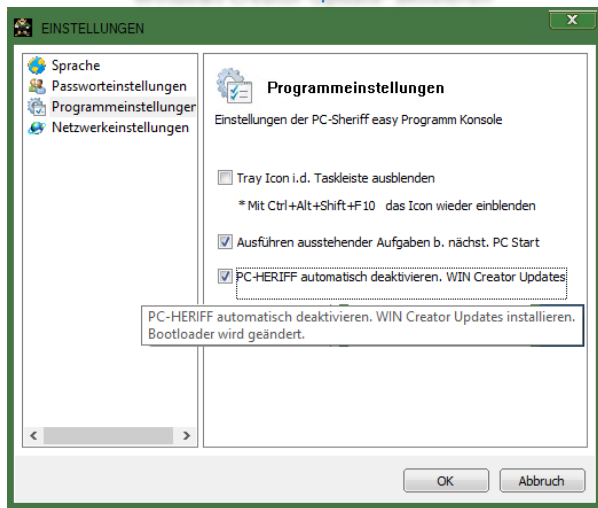 EINSTELLUNGEN
X
Sprache
Passworteinstellungen
Programmeinstellunger
Netzwerkeinstellungen
Programmeinstellungen
Einstellungen der PC-Sheriff easy Programm Konsole
Tray Icon i.d. Taskleiste ausblenden
* Mit Ctrl+Alt+Shift+F10 das Icon wieder einblenden
Ausführen ausstehender Aufgaben b. nächst. PC Start
PC-HERIFF automatisch deaktivieren. WIN Creator Updates
PC-HERIFF automatisch deaktivieren. WIN Creator Updates installieren.
Bootloader wird geändert.
OK
Abbruch